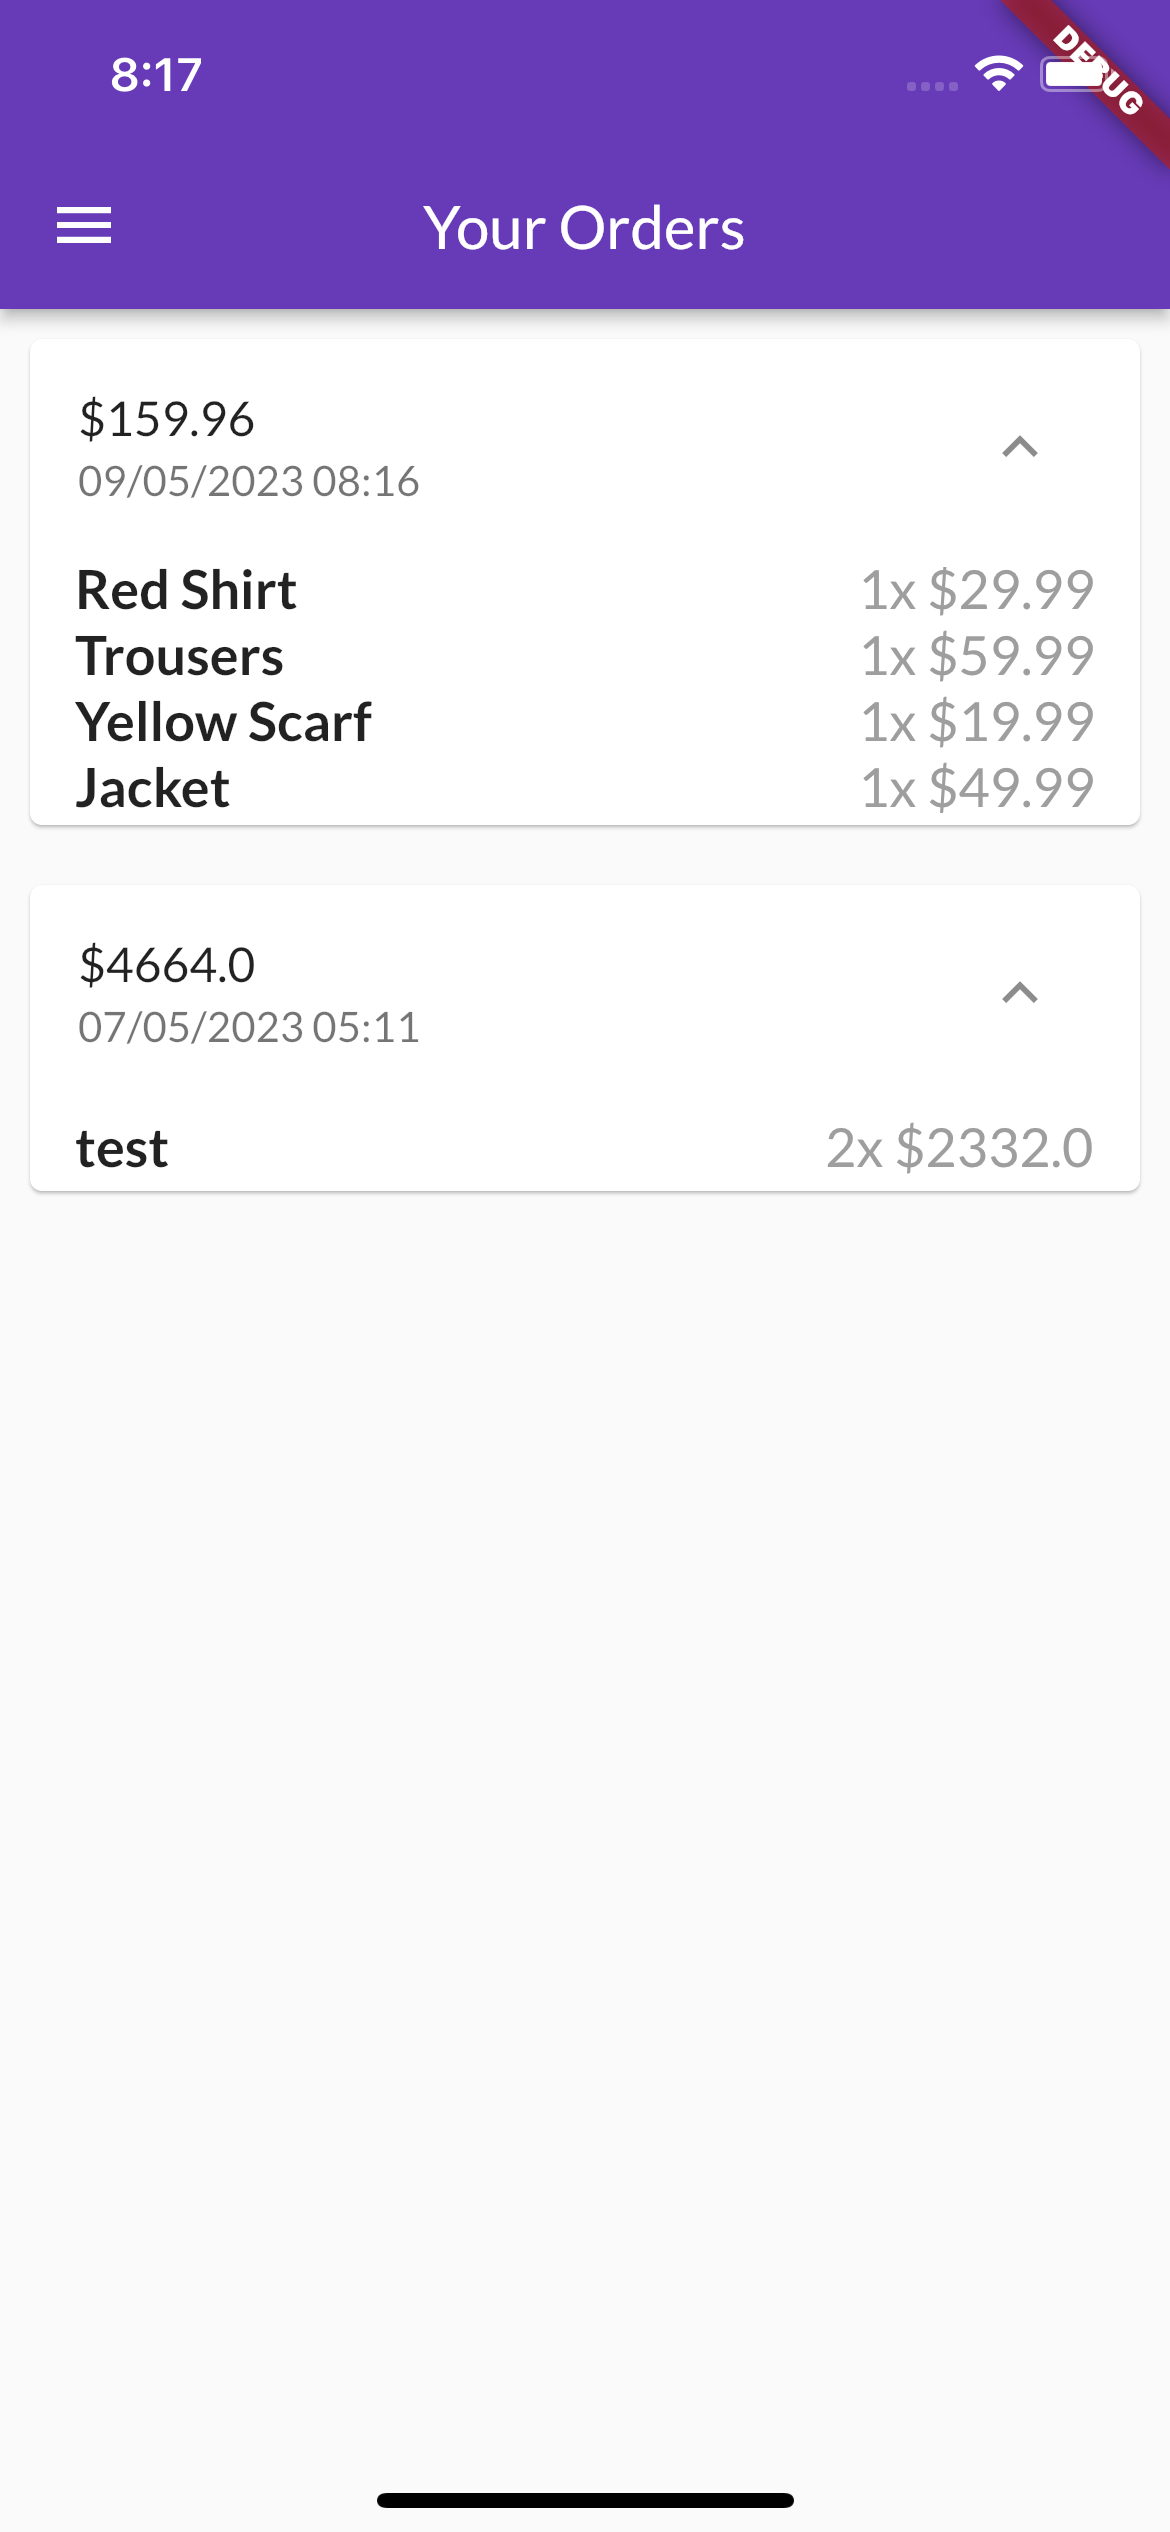 8:17
DEBUG
Your Orders
$159.96
09/05/2023 08:16
Red Shirt 1x $29.99
Trousers 1x $59.99
Yellow Scarf 1x $19.99
Jacket 1x $49.99
$4664.0
07/05/2023 05:11
test 2x $2332.0